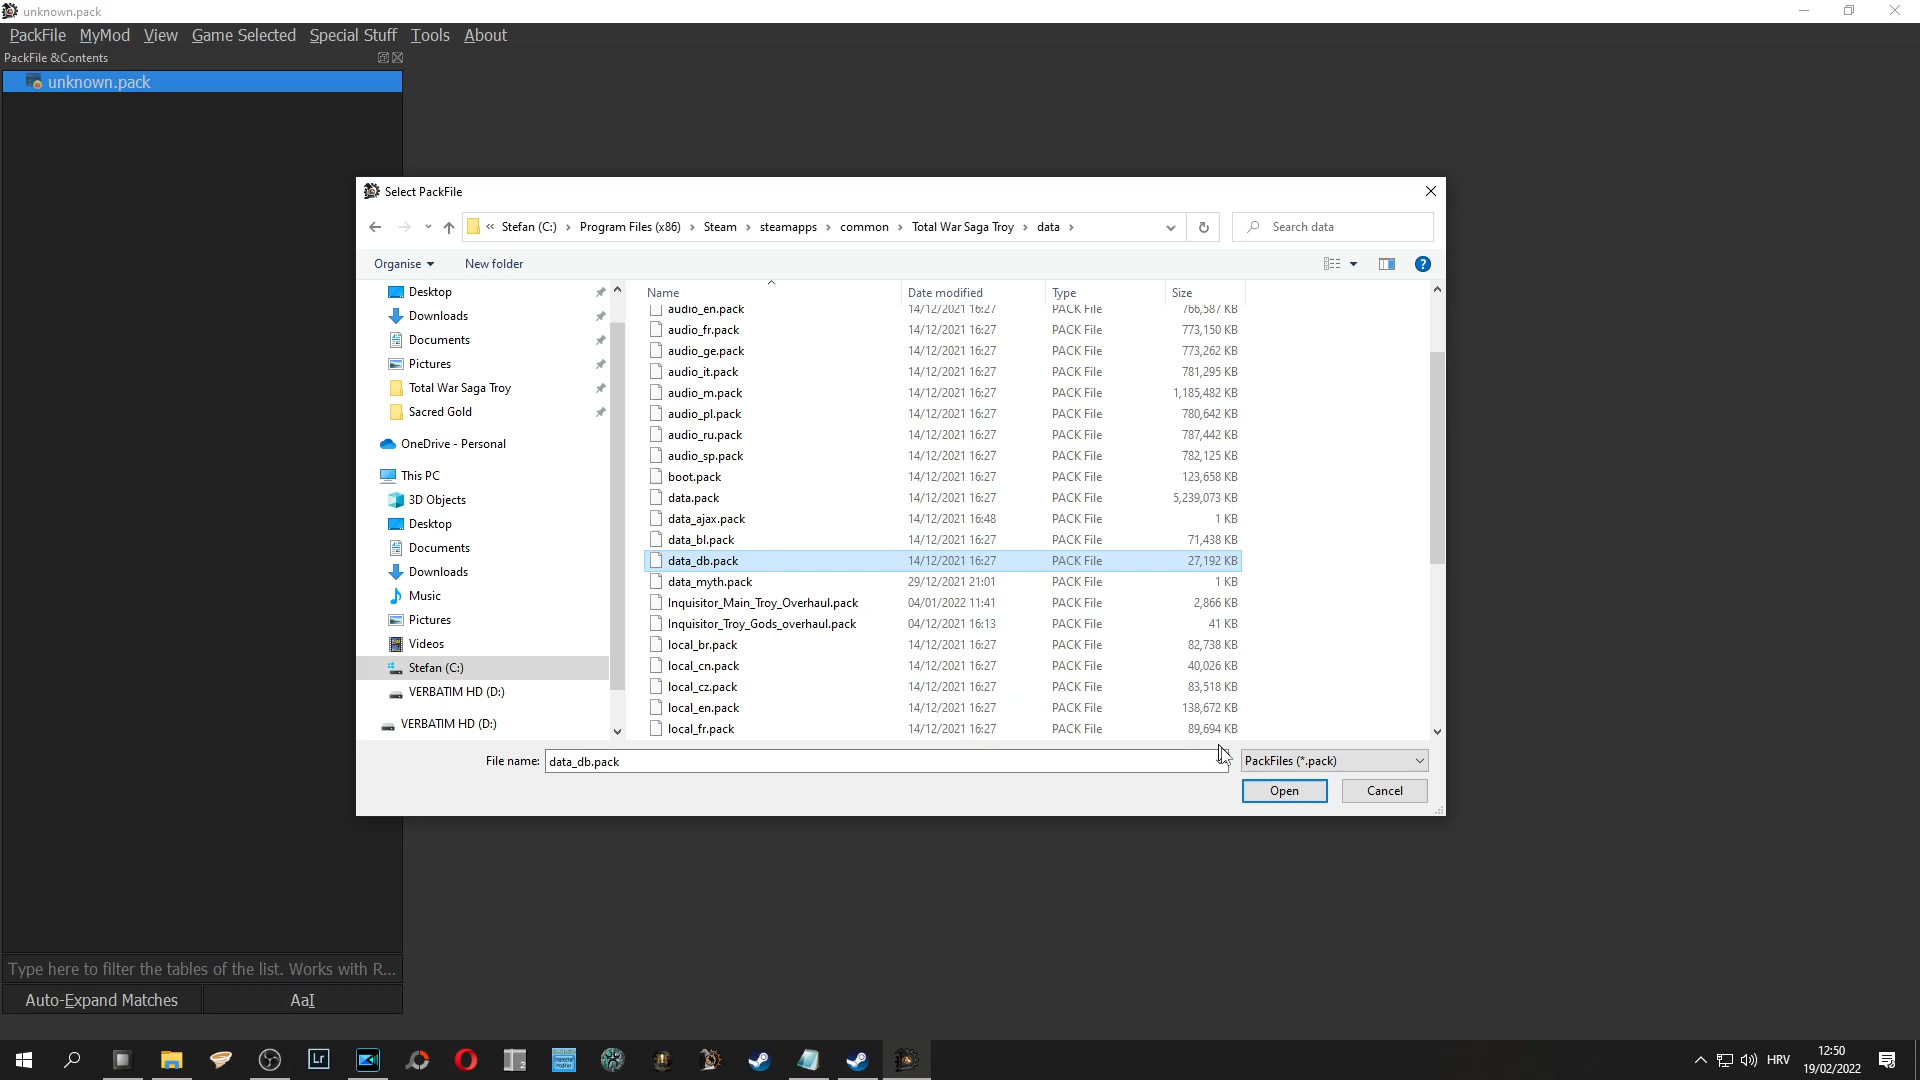 unknown.pack
PackFile MyMod View Game Selected Special Stuff Tools About
PackFile &Contents
unknown.pack
Select PackFile
« Stefan (C:) › Program Files (x86) › Steam › steamapps › common › Total War Saga Troy › data ›
Search data
Organise
New folder
Desktop
Downloads
Documents
Pictures
Total War Saga Troy
Sacred Gold
OneDrive - Personal
This PC
3D Objects
Desktop
Documents
Downloads
Music
Pictures
Videos
Stefan (C:)
VERBATIM HD (D:)
VERBATIM HD (D:)
Name Date modified Type Size
audio_en.pack 14/12/2021 16:27 PACK File 766,587 KB
audio_fr.pack 14/12/2021 16:27 PACK File 773,150 KB
audio_ge.pack 14/12/2021 16:27 PACK File 773,262 KB
audio_it.pack 14/12/2021 16:27 PACK File 781,295 KB
audio_m.pack 14/12/2021 16:27 PACK File 1,185,482 KB
audio_pl.pack 14/12/2021 16:27 PACK File 780,642 KB
audio_ru.pack 14/12/2021 16:27 PACK File 787,442 KB
audio_sp.pack 14/12/2021 16:27 PACK File 782,125 KB
boot.pack 14/12/2021 16:27 PACK File 123,658 KB
data.pack 14/12/2021 16:27 PACK File 5,239,073 KB
data_ajax.pack 14/12/2021 16:48 PACK File 1 KB
data_bl.pack 14/12/2021 16:27 PACK File 71,438 KB
data_db.pack 14/12/2021 16:27 PACK File 27,192 KB
data_myth.pack 29/12/2021 21:01 PACK File 1 KB
Inquisitor_Main_Troy_Overhaul.pack 04/01/2022 11:41 PACK File 2,866 KB
Inquisitor_Troy_Gods_overhaul.pack 04/12/2021 16:13 PACK File 41 KB
local_br.pack 14/12/2021 16:27 PACK File 82,738 KB
local_cn.pack 14/12/2021 16:27 PACK File 40,026 KB
local_cz.pack 14/12/2021 16:27 PACK File 83,518 KB
local_en.pack 14/12/2021 16:27 PACK File 138,672 KB
local_fr.pack 14/12/2021 16:27 PACK File 89,694 KB
File name: data_db.pack
PackFiles (*.pack)
Open
Cancel
Type here to filter the tables of the list. Works with R...
Auto-Expand Matches
AaI
Lr
2
HRV
12:50
19/02/2022